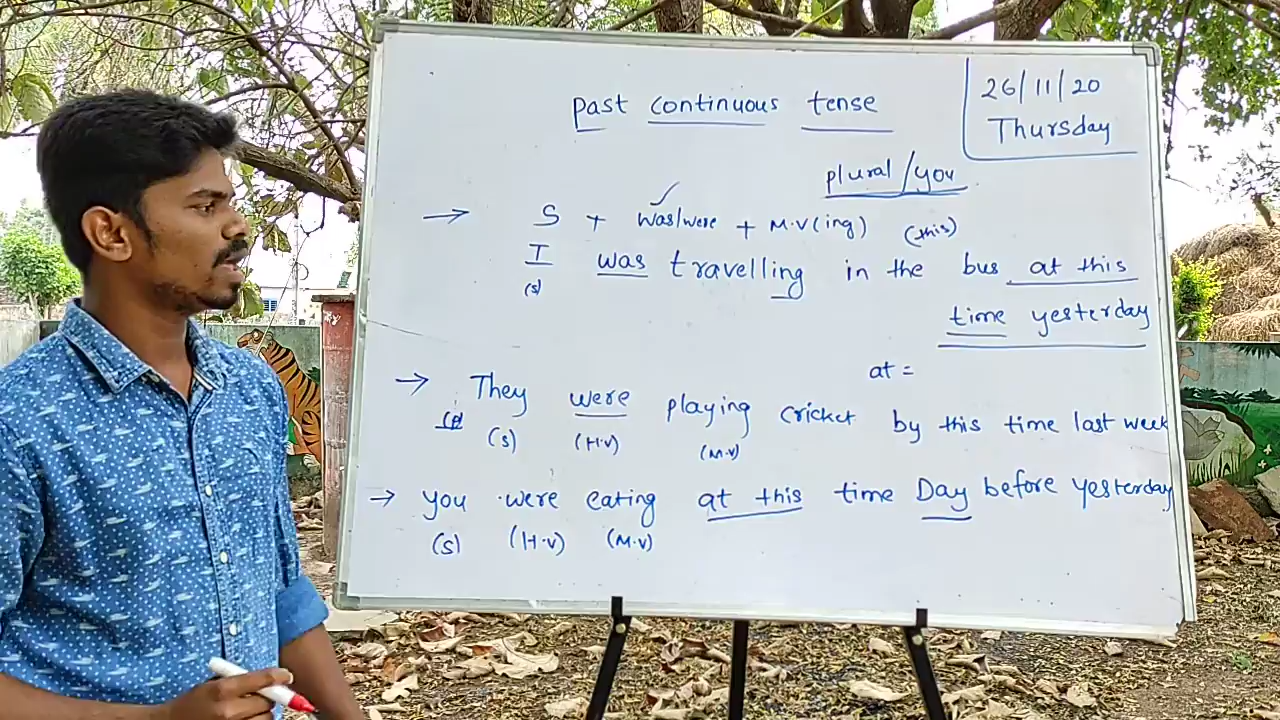 past continuous tense
26/11/20
Thursday
plural/you
→ S + was/were + M.V(ing) (this)
I was travelling in the bus at this
(s)
time yesterday
at =
→ They were playing cricket by this time last week
(s) (H.V) (M.V)
→ you were eating at this time Day before yesterday
(s) (H.V) (M.V)